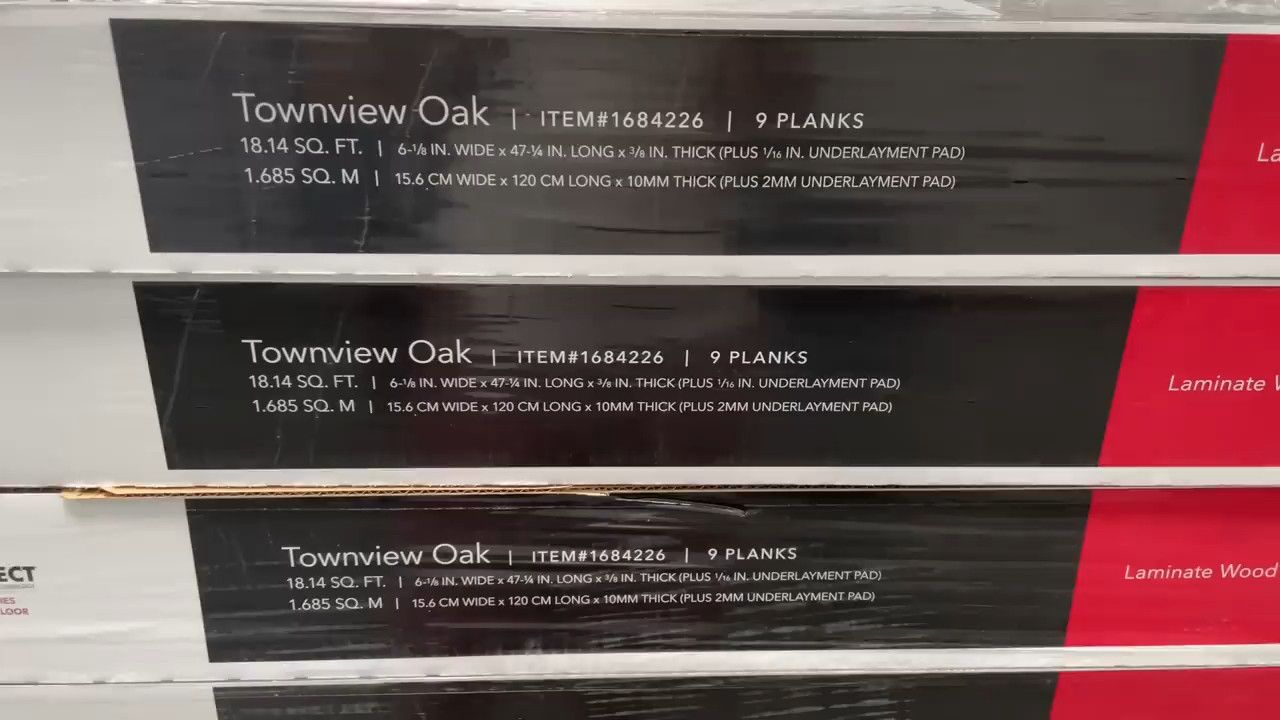 Townview Oak | ITEM#1684226 | 9 PLANKS
18.14 SQ. FT. | 6-1/8 IN. WIDE x 47-1/4 IN. LONG x 3/8 IN. THICK (PLUS 1/16 IN. UNDERLAYMENT PAD)
1.685 SQ. M | 15.6 CM WIDE x 120 CM LONG x 10MM THICK (PLUS 2MM UNDERLAYMENT PAD)
La
Townview Oak | ITEM#1684226 | 9 PLANKS
18.14 SQ. FT. | 6-1/8 IN. WIDE x 47-1/4 IN. LONG x 3/8 IN. THICK (PLUS 1/16 IN. UNDERLAYMENT PAD)
1.685 SQ. M | 15.6 CM WIDE x 120 CM LONG x 10MM THICK (PLUS 2MM UNDERLAYMENT PAD)
Laminate W
Townview Oak | ITEM#1684226 | 9 PLANKS
18.14 SQ. FT. | 6-1/8 IN. WIDE x 47-1/4 IN. LONG x 3/8 IN. THICK (PLUS 1/16 IN. UNDERLAYMENT PAD)
1.685 SQ. M | 15.6 CM WIDE x 120 CM LONG x 10MM THICK (PLUS 2MM UNDERLAYMENT PAD)
Laminate Wood
ECT
IES
LOOR